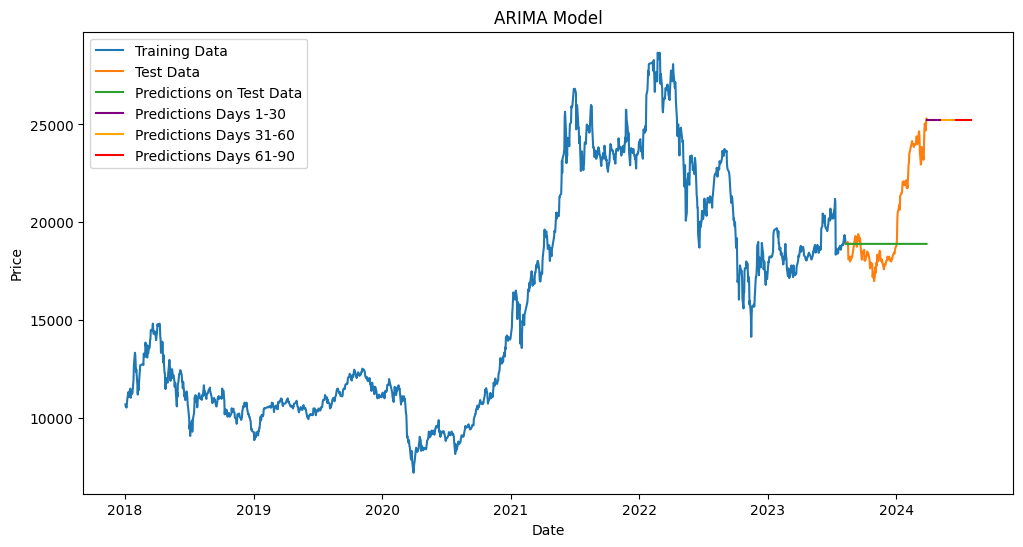 ARIMA Model
Training Data
Test Data
Predictions on Test Data
Predictions Days 1-30
Predictions Days 31-60
Predictions Days 61-90
Price
25000
20000
15000
10000
2018 2019 2020 2021 2022 2023 2024
Date